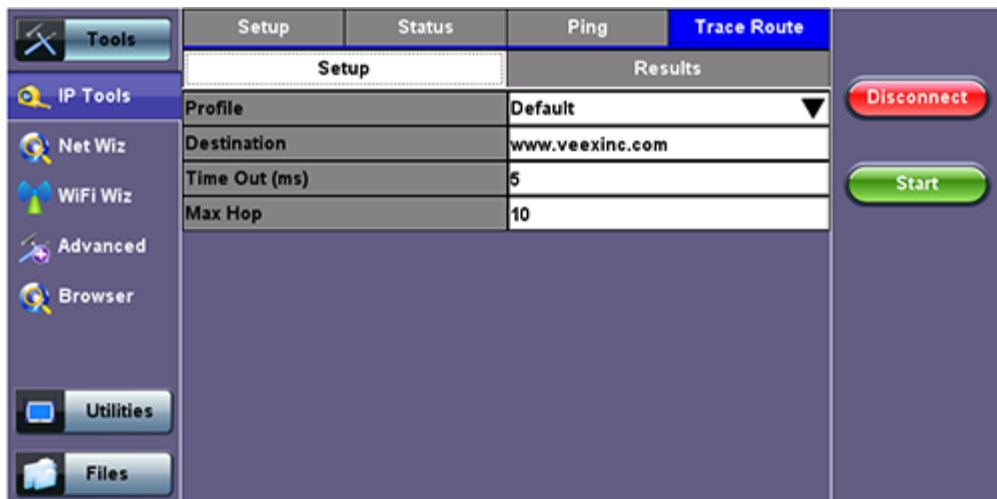 Tools
Setup Status Ping Trace Route
Setup Results
IP Tools
Profile Default
Disconnect
Destination www.veexinc.com
Net Wiz
Time Out (ms) 5
Start
WiFi Wiz
Max Hop 10
Advanced
Browser
Utilities
Files